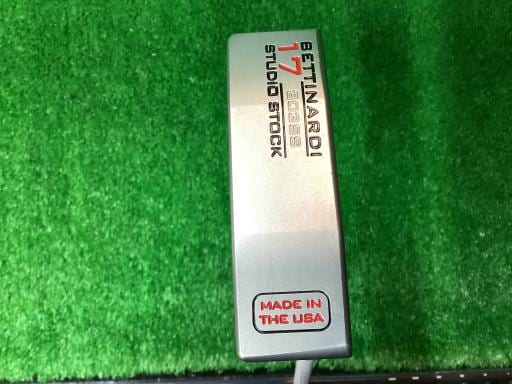 BETTINARDI
17 303SS
STUDIO STOCK
MADE IN
THE USA